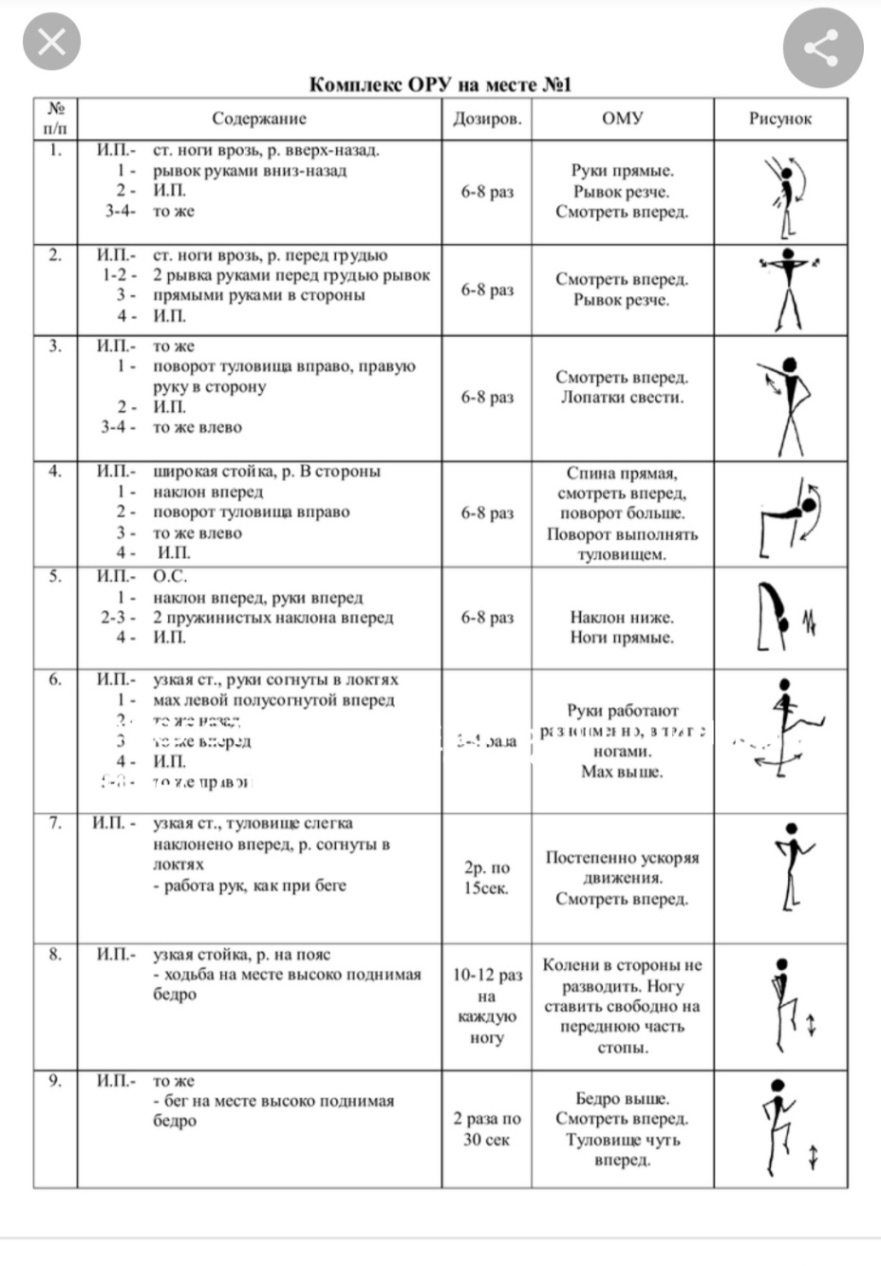 Комплекс ОРУ на месте №1
№ п/п Содержание Дозиров. ОМУ Рисунок
1. И.П.- ст. ноги врозь, р. вверх-назад.
1 - рывок руками вниз-назад
2 - И.П.
3-4- то же
6-8 раз
Руки прямые.
Рывок резче.
Смотреть вперед.
2. И.П.- ст. ноги врозь, р. перед грудью
1-2 - 2 рывка руками перед грудью рывок
3 - прямыми руками в стороны
4 - И.П.
6-8 раз
Смотреть вперед.
Рывок резче.
3. И.П.- то же
1 - поворот туловища вправо, правую
руку в сторону
2 - И.П.
3-4 - то же влево
6-8 раз
Смотреть вперед.
Лопатки свести.
4. И.П.- широкая стойка, р. В стороны
1 - наклон вперед
2 - поворот туловища вправо
3 - то же влево
4 - И.П.
6-8 раз
Спина прямая,
смотреть вперед,
поворот больше.
Поворот выполнять
туловищем.
5. И.П.- О.С.
1 - наклон вперед, руки вперед
2-3 - 2 пружинистых наклона вперед
4 - И.П.
6-8 раз
Наклон ниже.
Ноги прямые.
6. И.П.- узкая ст., руки согнуты в локтях
1 - мах левой полусогнутой вперед
2 - то же назад
3 то же вперед
4 - И.П.
то же
раза
Руки работают
ногами.
Мах выше.
7. И.П. - узкая ст., туловище слегка
наклонено вперед, р. согнуты в
локтях
- работа рук, как при беге
2р. по
15сек.
Постепенно ускоряя
движения.
Смотреть вперед.
8. И.П.- узкая стойка, р. на пояс
- ходьба на месте высоко поднимая
бедро
10-12 раз
на
каждую
ногу
Колени в стороны не
разводить. Ногу
ставить свободно на
переднюю часть
стопы.
9. И.П.- то же
- бег на месте высоко поднимая
бедро
2 раза по
30 сек
Бедро выше.
Смотреть вперед.
Туловище чуть
вперед.